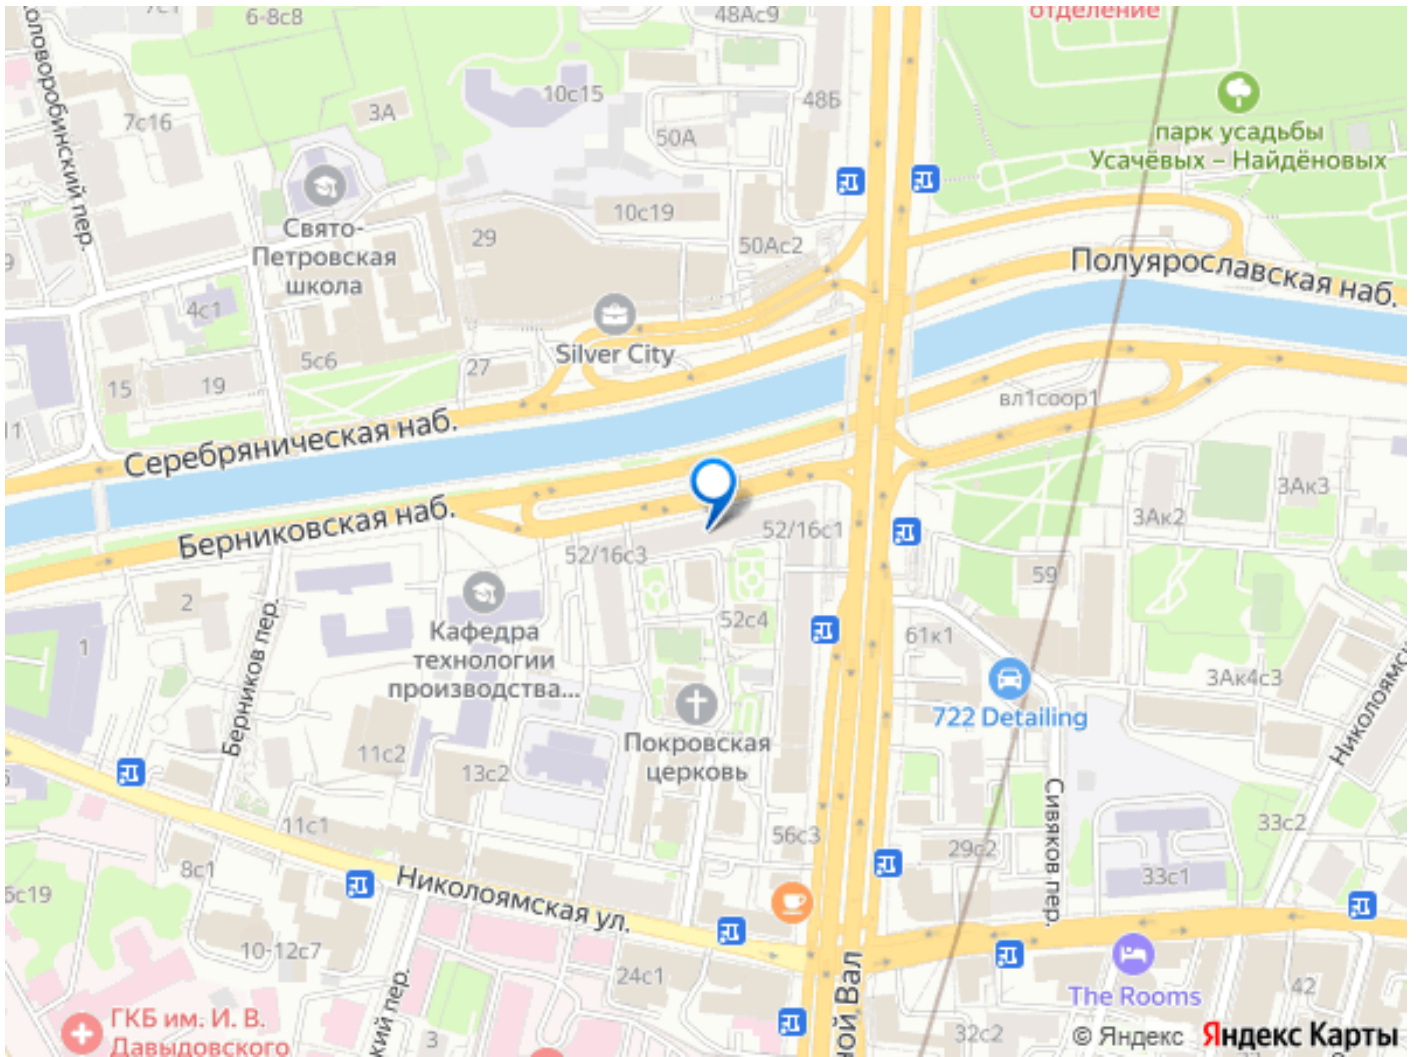 6-8с8
48Ас9
отделение
10с15
3А
48Б
7с16
50А
парк усадьбы
Усачёвых – Найдёновых
10с19
Свято-
Петровская
школа
29
50Ас2
Полуярославская наб.
4с1
Silver City
5с6
27
15
19
вл1соор1
Серебряническая наб.
3Ак3
Берниковская наб.
3Ак2
52/16с1
52/16с3
59
2
52с4
Кафедра
технологии
производства...
61к1
1
Берников пер.
3Ак4с3
722 Detailing
Покровская
церковь
11с2
13с2
Сивяков пер.
11с1
56с3
33с2
29с2
8с1
33с1
Николоямская ул.
10-12с7
24с1
The Rooms
42
ГКБ им. И. В.
Давыдовского
3
32с2
© Яндекс Яндекс Карты